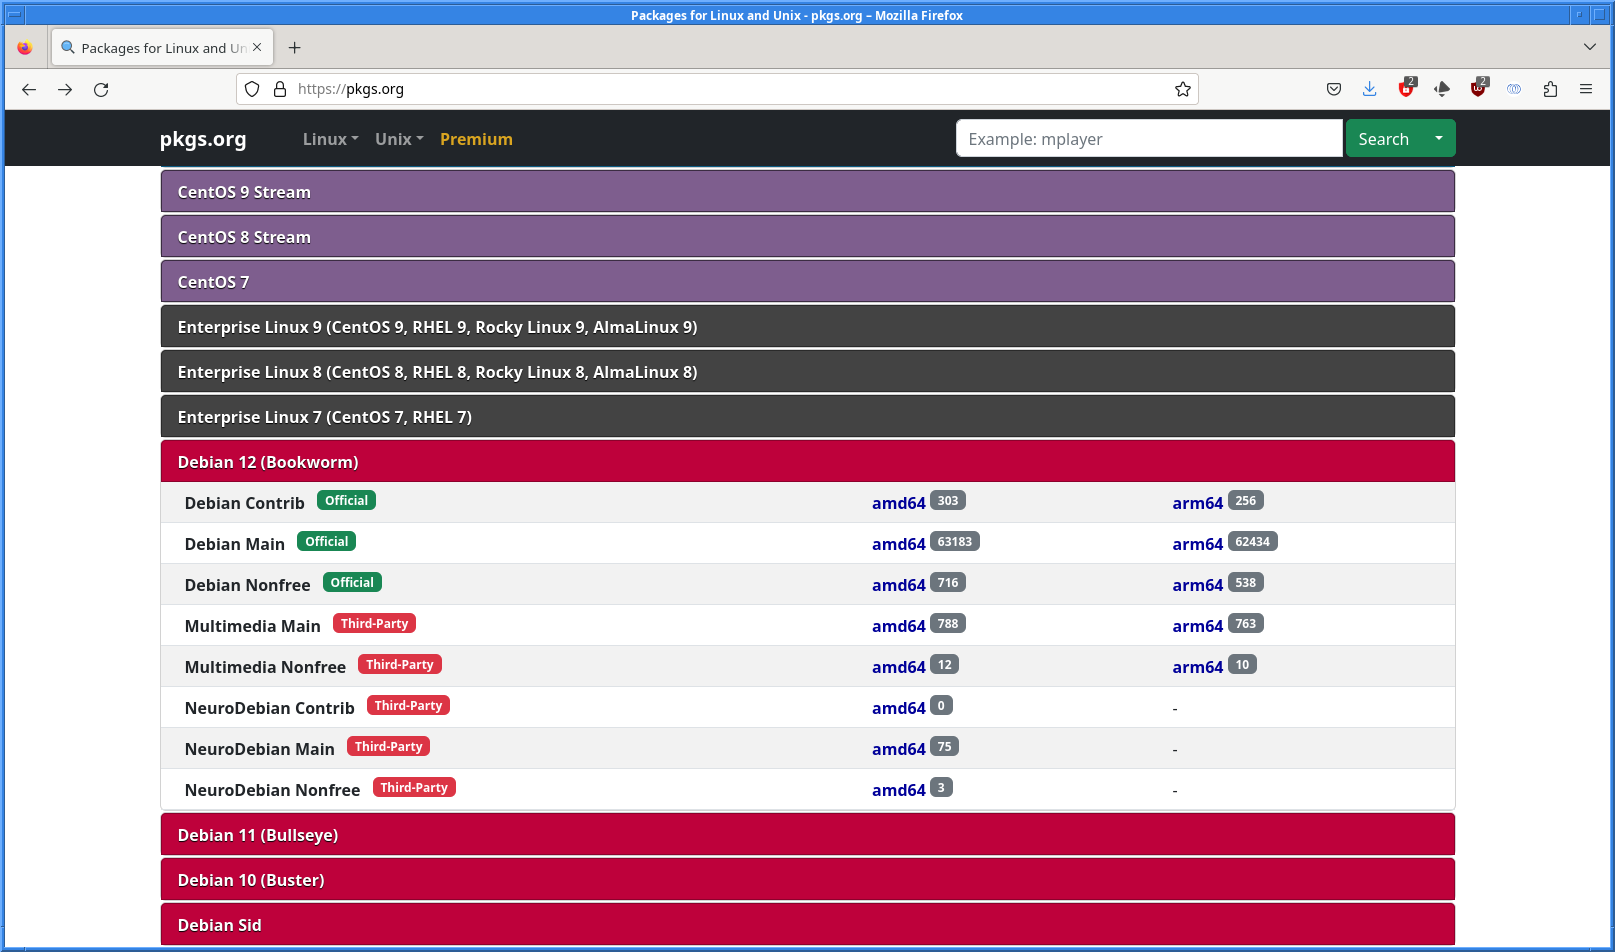 Packages for Linux and Unix - pkgs.org – Mozilla Firefox
Packages for Linux and Un
https://pkgs.org
2
2
pkgs.org Linux Unix Premium Example: mplayer Search
CentOS 9 Stream
CentOS 8 Stream
CentOS 7
Enterprise Linux 9 (CentOS 9, RHEL 9, Rocky Linux 9, AlmaLinux 9)
Enterprise Linux 8 (CentOS 8, RHEL 8, Rocky Linux 8, AlmaLinux 8)
Enterprise Linux 7 (CentOS 7, RHEL 7)
Debian 12 (Bookworm)
Debian Contrib Official amd64 303 arm64 256
Debian Main Official amd64 63183 arm64 62434
Debian Nonfree Official amd64 716 arm64 538
Multimedia Main Third-Party amd64 788 arm64 763
Multimedia Nonfree Third-Party amd64 12 arm64 10
NeuroDebian Contrib Third-Party amd64 0 -
NeuroDebian Main Third-Party amd64 75 -
NeuroDebian Nonfree Third-Party amd64 3 -
Debian 11 (Bullseye)
Debian 10 (Buster)
Debian Sid